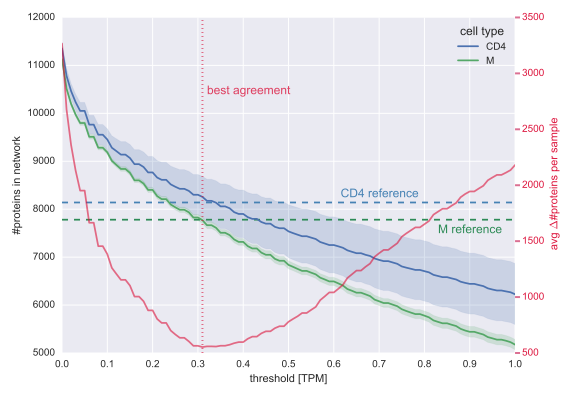 12000
11000
10000
9000
8000
7000
6000
5000
#proteins in network
3500
3000
2500
2000
1500
1000
500
avg Δ#proteins per sample
cell type
CD4
M
best agreement
CD4 reference
M reference
0.0 0.1 0.2 0.3 0.4 0.5 0.6 0.7 0.8 0.9 1.0
threshold [TPM]